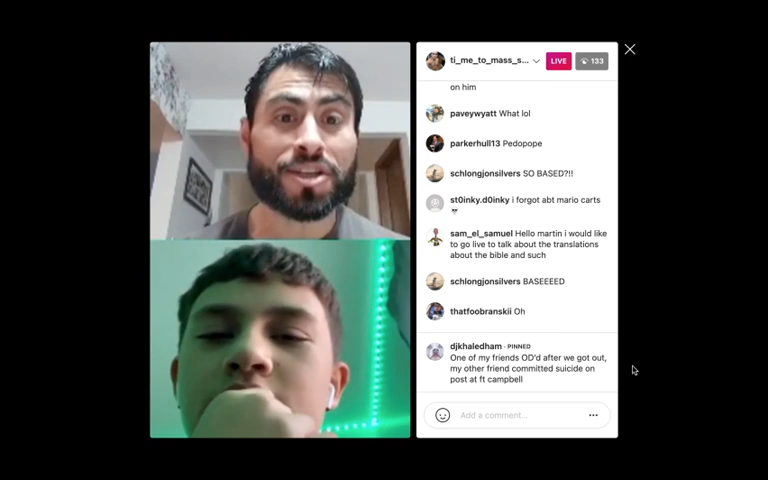 ti_me_to_mass_s...
LIVE
133
on him
paveywyatt What lol
parkerhull13 Pedopope
schlongjonsilvers SO BASED?!!
st0inky.d0inky i forgot abt mario carts
sam_el_samuel Hello martin i would like
to go live to talk about the translations
about the bible and such
schlongjonsilvers BASEEEED
thatfoobranskii Oh
djkhaledham · PINNED
One of my friends OD'd after we got out,
my other friend committed suicide on
post at ft campbell
Add a comment...